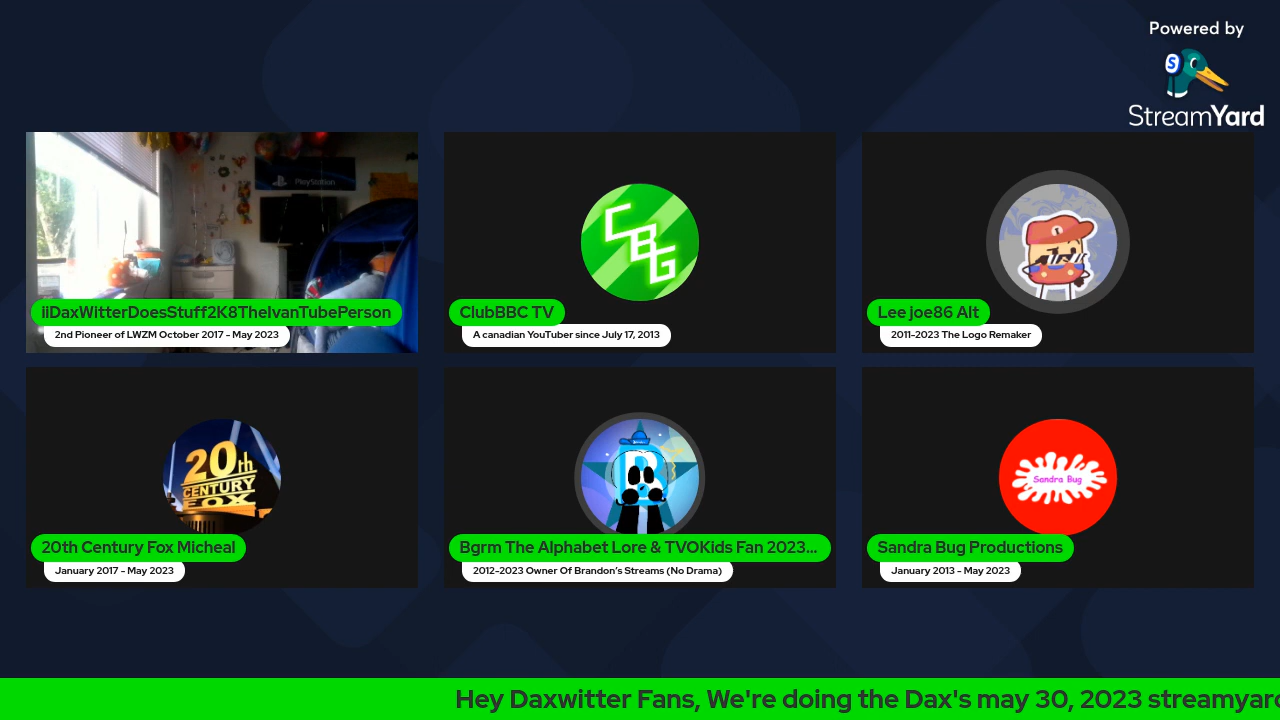 Powered by
S
StreamYard
PlayStation
iiDaxWitterDoesStuff2K8TheIvanTubePerson
2nd Pioneer of LWZM October 2017 - May 2023
CBG
ClubBBC TV
A canadian YouTuber since July 17, 2013
Lee joe86 Alt
2011-2023 The Logo Remaker
20th
CENTURY
FOX
20th Century Fox Micheal
January 2017 - May 2023
B
Bgrm The Alphabet Lore & TVOKids Fan 2023...
2012-2023 Owner Of Brandon's Streams (No Drama)
Sandra Bug
Sandra Bug Productions
January 2013 - May 2023
Hey Daxwitter Fans, We're doing the Dax's may 30, 2023 streamyard